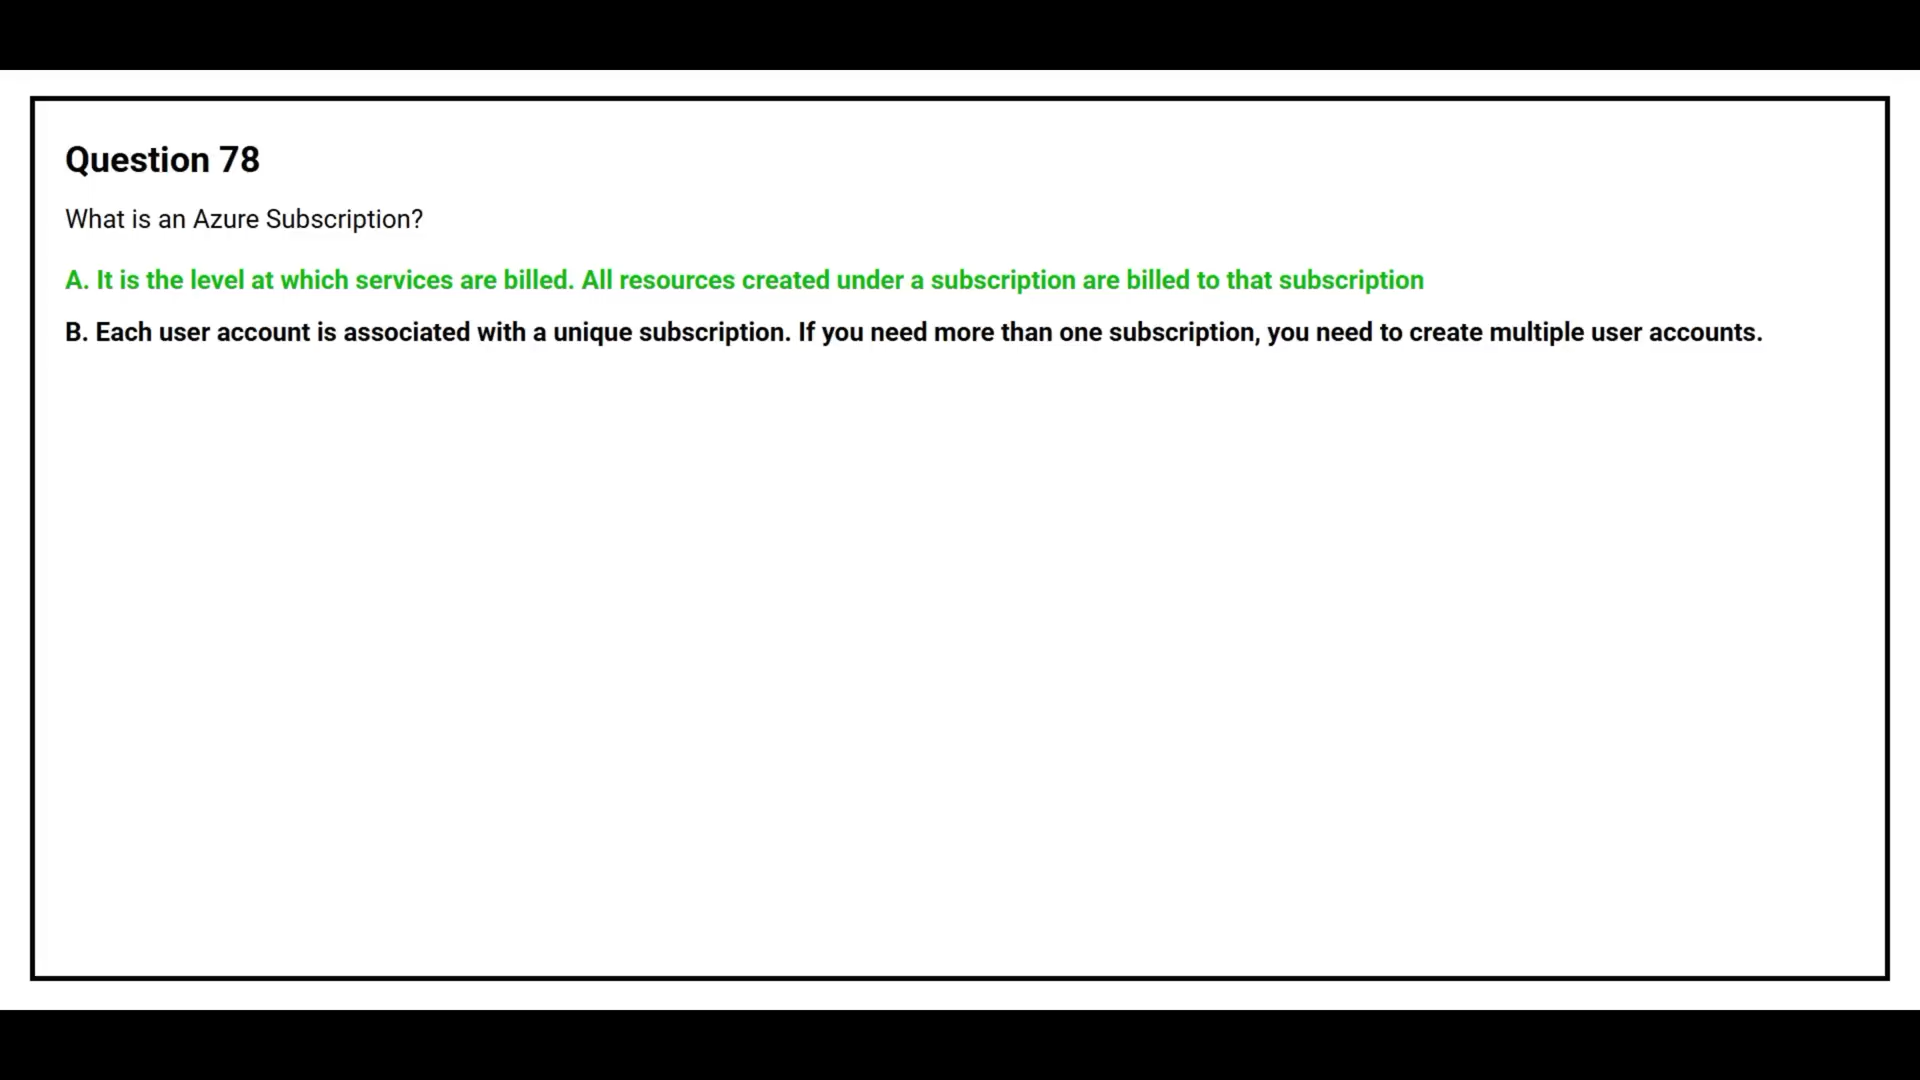 Question 78
What is an Azure Subscription?
A. It is the level at which services are billed. All resources created under a subscription are billed to that subscription
B. Each user account is associated with a unique subscription. If you need more than one subscription, you need to create multiple user accounts.